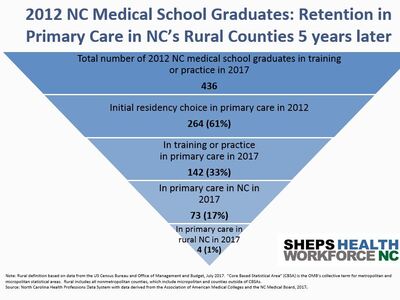 2012 NC Medical School Graduates: Retention in
Primary Care in NC's Rural Counties 5 years later
Total number of 2012 NC medical school graduates in training
or practice in 2017
436
Initial residency choice in primary care in 2012
264 (61%)
In training or practice
in primary care in 2017
142 (33%)
In primary care in NC in
2017
73 (17%)
In primary care in
rural NC in 2017
4 (1%)
SHEPS HEALTH
WORKFORCE NC
Note: Rural definition based on data from the US Census Bureau and Office of Management and Budget, July 2017. "Core Based Statistical Area" (CBSA) is the OMB's collective term for metropolitan and
micropolitan statistical areas. Rural includes all nonmetropolitan counties, which include micropolitan and counties outside of CBSAs.
Source: North Carolina Health Professions Data System with data derived from the Association of American Medical Colleges and the NC Medical Board, 2017.